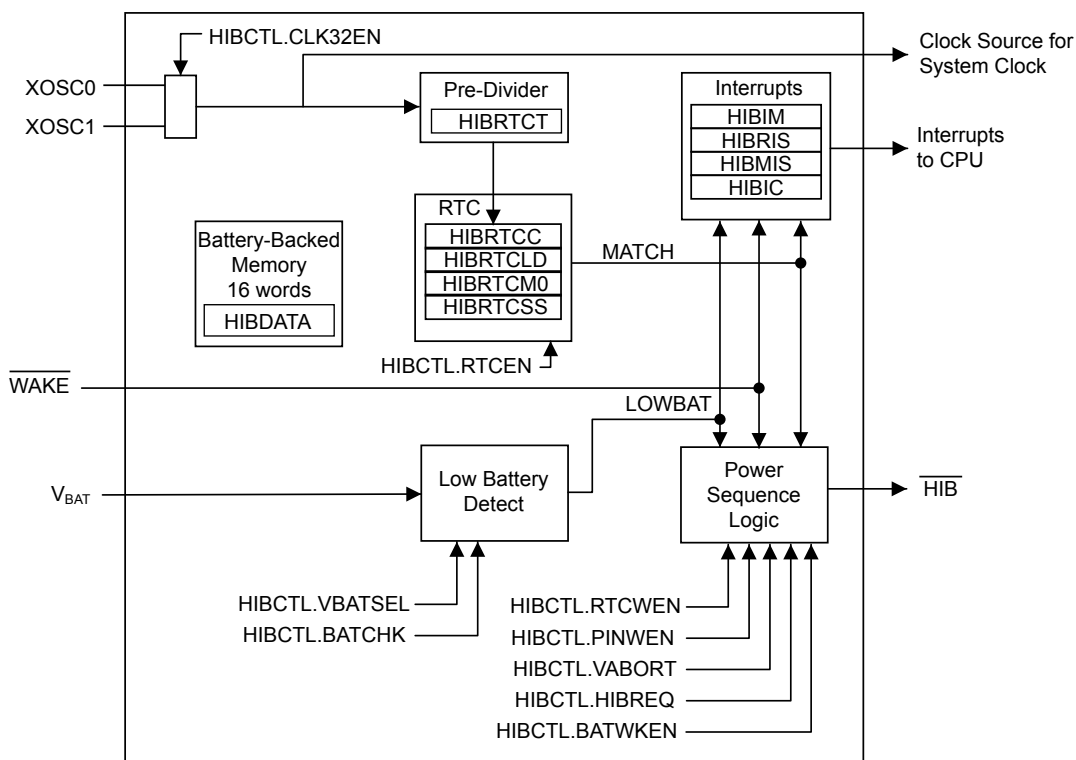 HIBCTL.CLK32EN
Clock Source for
System Clock
XOSC0
XOSC1
Pre-Divider
HIBRTCT
Interrupts
HIBIM
HIBRIS
HIBMIS
HIBIC
Interrupts
to CPU
RTC
HIBRTCC
HIBRTCLD
HIBRTCM0
HIBRTCSS
MATCH
Battery-Backed
Memory
16 words
HIBDATA
HIBCTL.RTCEN
WAKE
LOWBAT
Low Battery
Detect
Power
Sequence
Logic
VBAT
HIB
HIBCTL.VBATSEL
HIBCTL.BATCHK
HIBCTL.RTCWEN
HIBCTL.PINWEN
HIBCTL.VABORT
HIBCTL.HIBREQ
HIBCTL.BATWKEN